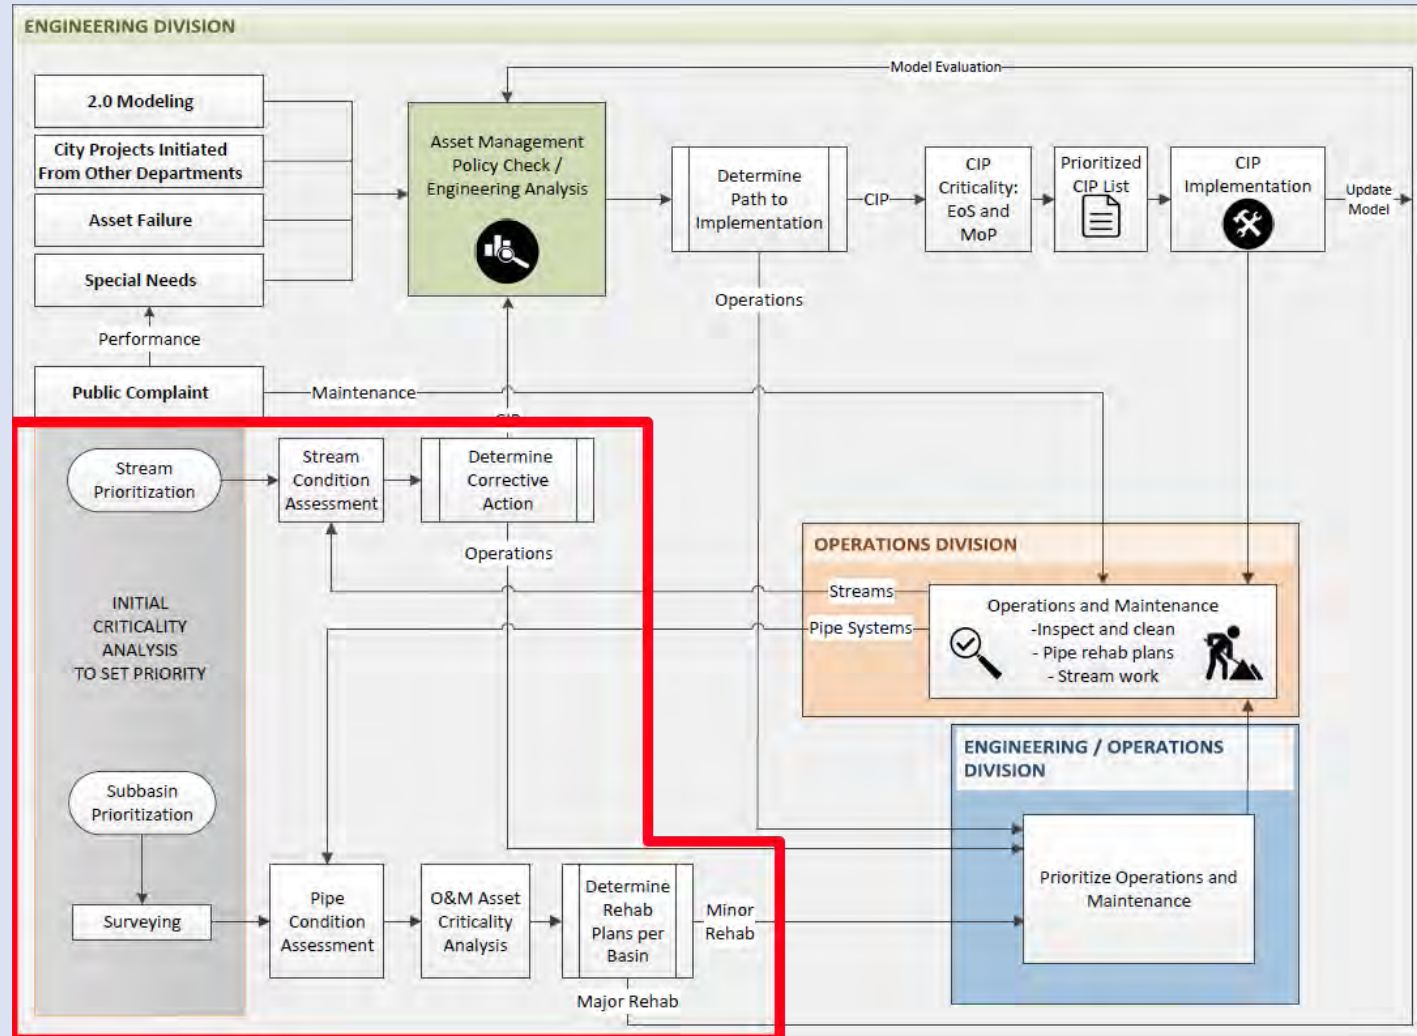 ENGINEERING DIVISION
Model Evaluation
2.0 Modeling
City Projects Initiated
From Other Departments
Asset Failure
Special Needs
Performance
Public Complaint
Maintenance
Asset Management
Policy Check /
Engineering Analysis
Determine
Path to
Implementation
CIP
CIP
Criticality:
EoS and
MoP
Prioritized
CIP List
CIP
Implementation
Update
Model
Operations
Stream
Prioritization
Stream
Condition
Assessment
Determine
Corrective
Action
Operations
INITIAL
CRITICALITY
ANALYSIS
TO SET PRIORITY
Subbasin
Prioritization
Surveying
Pipe
Condition
Assessment
O&M Asset
Criticality
Analysis
Determine
Rehab
Plans per
Basin
Minor
Rehab
Major Rehab
OPERATIONS DIVISION
Streams
Pipe Systems
Operations and Maintenance
-Inspect and clean
- Pipe rehab plans
- Stream work
ENGINEERING / OPERATIONS
DIVISION
Prioritize Operations and
Maintenance